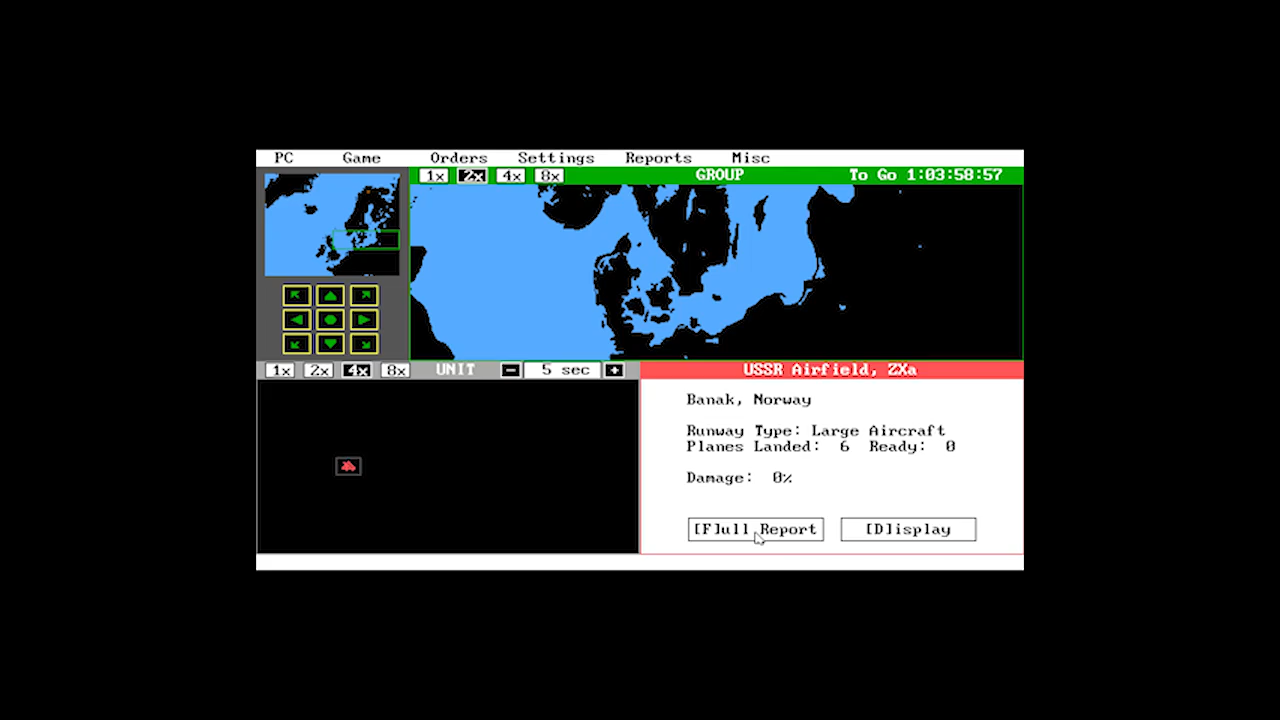 PC Game Orders Settings Reports Misc
1x 2x 4x 8x GROUP To Go 1:03:58:57
1x 2x 4x 8x UNIT - 5 sec + USSR Airfield, ZXa
Banak, Norway
Runway Type: Large Aircraft
Planes Landed: 6 Ready: 0
Damage: 0%
[F]ull Report [D]isplay